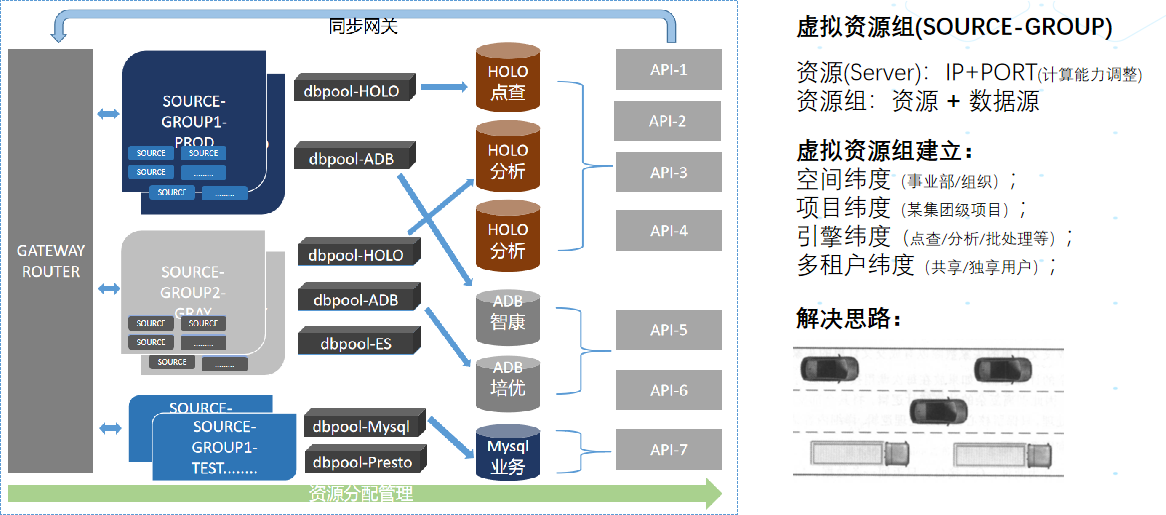 同步网关
GATEWAY
ROUTER
SOURCE-
GROUP1-
PROD
SOURCE
SOURCE
SOURCE
.........
SOURCE
.........
SOURCE-
GROUP2-
GRAY
SOURCE
SOURCE
SOURCE
.........
SOURCE
.........
SOURCE-
SOURCE-
GROUP1-
TEST........
dbpool-HOLO
dbpool-ADB
dbpool-HOLO
dbpool-ADB
dbpool-ES
dbpool-Mysql
dbpool-Presto
HOLO
点查
HOLO
分析
HOLO
分析
ADB
智康
ADB
培优
Mysql
业务
API-1
API-2
API-3
API-4
API-5
API-6
API-7
资源分配管理
虚拟资源组(SOURCE-GROUP)
资源(Server)：IP+PORT(计算能力调整)
资源组：资源 + 数据源
虚拟资源组建立：
空间纬度（事业部/组织）；
项目纬度（某集团级项目）；
引擎纬度（点查/分析/批处理等）；
多租户纬度（共享/独享用户）；
解决思路：